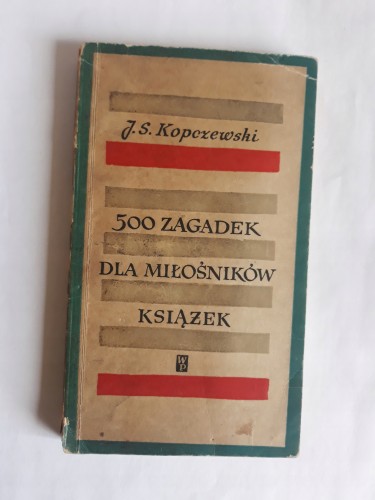 J. S. Kopczewski
500 ZAGADEK
DLA MIŁOŚNIKÓW
KSIĄŻEK
WP